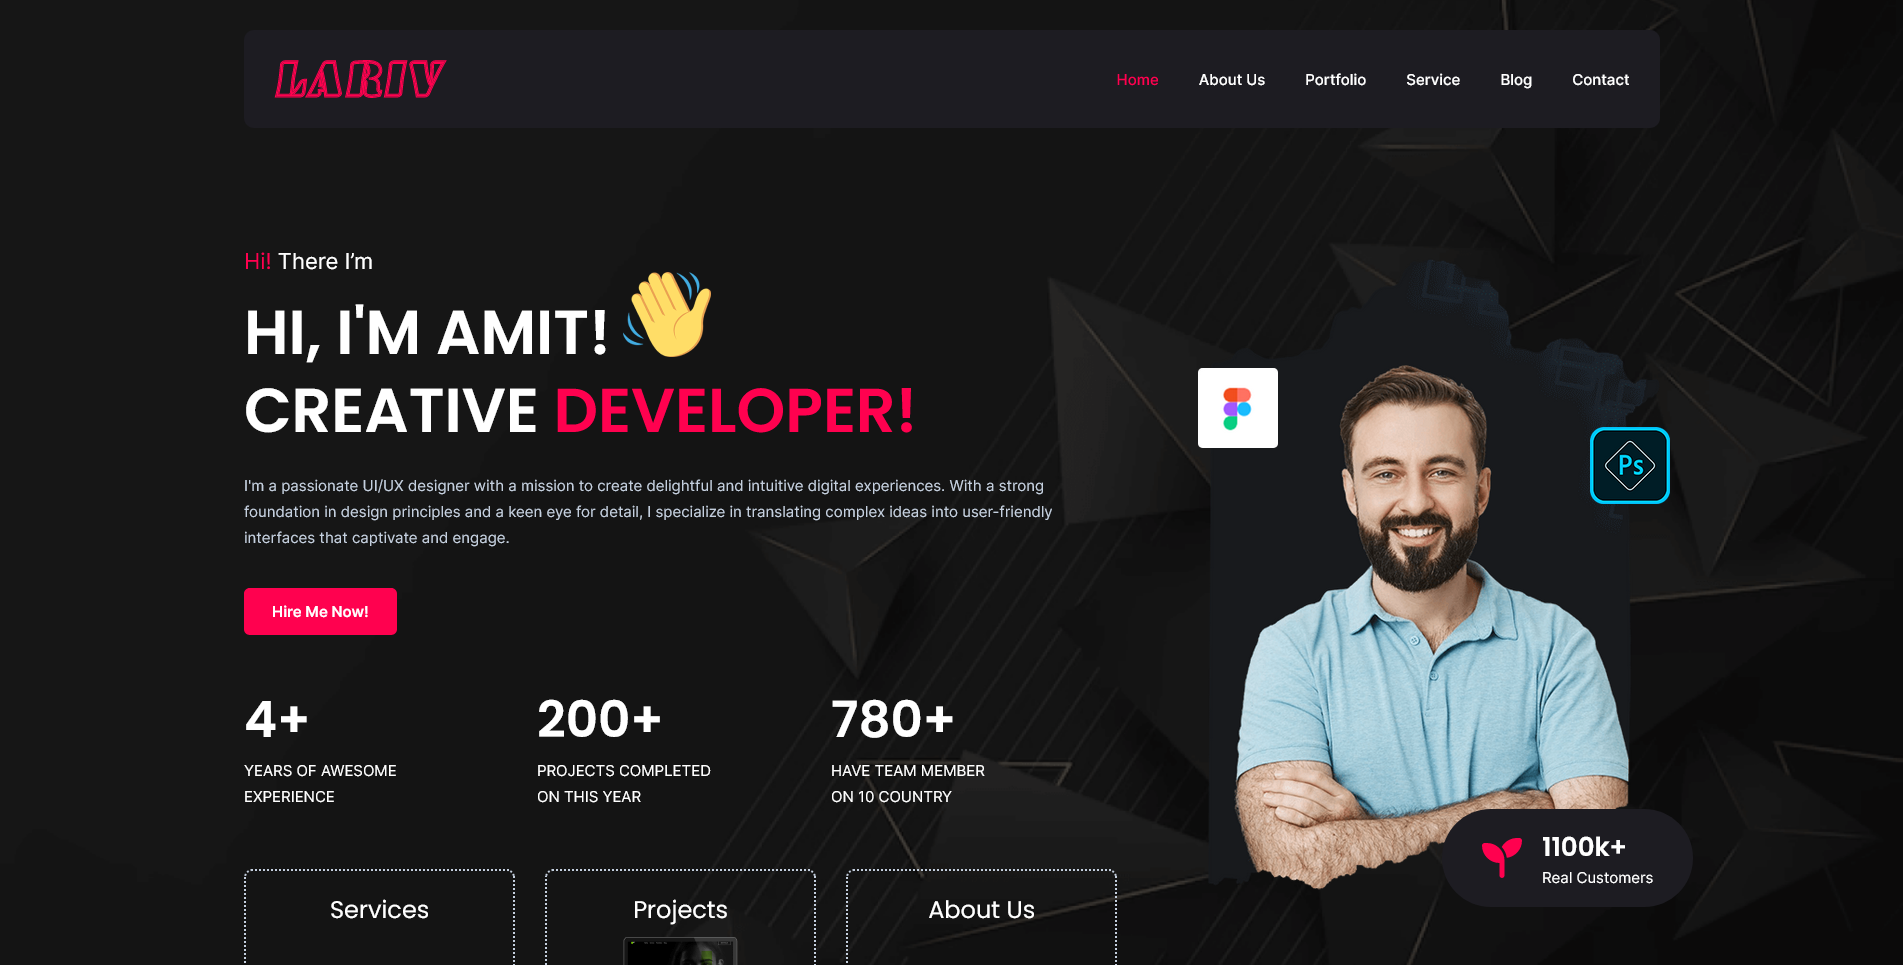 LARIV
Home
About Us
Portfolio
Service
Blog
Contact
Hi! There I’m
HI, I'M AMIT!
CREATIVE DEVELOPER!
I'm a passionate UI/UX designer with a mission to create delightful and intuitive digital experiences. With a strong
foundation in design principles and a keen eye for detail, I specialize in translating complex ideas into user-friendly
interfaces that captivate and engage.
Hire Me Now!
4+
YEARS OF AWESOME
EXPERIENCE
200+
PROJECTS COMPLETED
ON THIS YEAR
780+
HAVE TEAM MEMBER
ON 10 COUNTRY
Ps
1100k+
Real Customers
Services
Projects
About Us